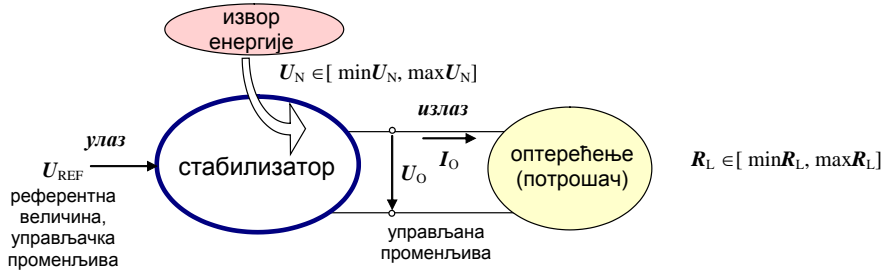 извор
енергије
U_N ∈[ minU_N, maxU_N]
улаз
излаз
U_REF
стабилизатор
U_O
I_O
оптерећење
(потрошач)
R_L ∈[ minR_L, maxR_L]
референтна
величина,
управљачка
променљива
управљана
променљива